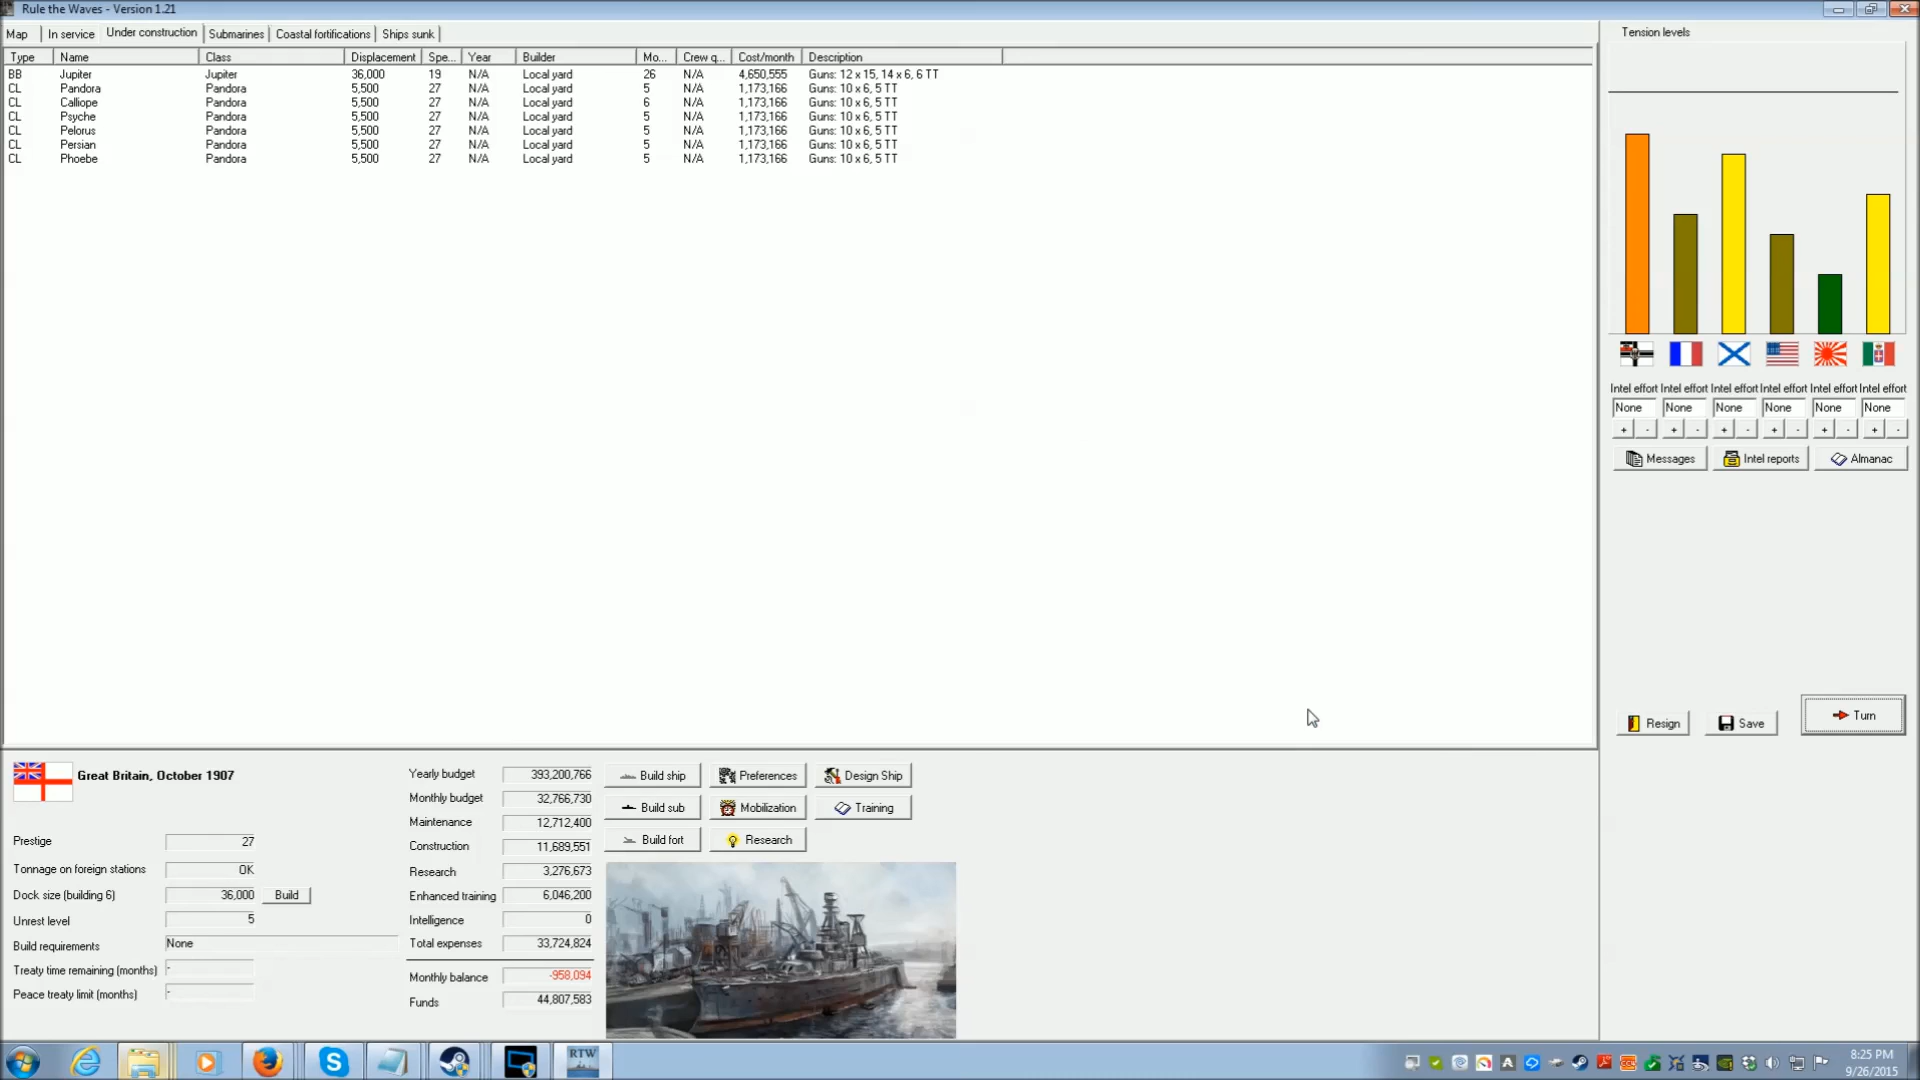 Rule the Waves - Version 1.21
Map In service Under construction Submarines Coastal fortifications Ships sunk
Type Name Class Displacement Spe... Year Builder Mo... Crew q... Cost/month Description
BB Jupiter Jupiter 36,000 19 N/A Local yard 26 N/A 4,650,555 Guns: 12 x 15, 14 x 6, 6 TT
CL Pandora Pandora 5,500 27 N/A Local yard 5 N/A 1,173,166 Guns: 10 x 6, 5 TT
CL Calliope Pandora 5,500 27 N/A Local yard 6 N/A 1,173,166 Guns: 10 x 6, 5 TT
CL Psyche Pandora 5,500 27 N/A Local yard 5 N/A 1,173,166 Guns: 10 x 6, 5 TT
CL Pelorus Pandora 5,500 27 N/A Local yard 5 N/A 1,173,166 Guns: 10 x 6, 5 TT
CL Persian Pandora 5,500 27 N/A Local yard 5 N/A 1,173,166 Guns: 10 x 6, 5 TT
CL Phoebe Pandora 5,500 27 N/A Local yard 5 N/A 1,173,166 Guns: 10 x 6, 5 TT
Tension levels
Intel effort Intel effort Intel effort Intel effort Intel effort Intel effort
None None None None None None
+ - + - + - + - + - + -
Messages Intel reports Almanac
Resign Save Turn
Great Britain, October 1907
Prestige 27
Tonnage on foreign stations OK
Dock size (building 6) 36,000 Build
Unrest level 5
Build requirements None
Treaty time remaining (months) -
Peace treaty limit (months) -
Yearly budget 393,200,766
Monthly budget 32,766,730
Maintenance 12,712,400
Construction 11,689,551
Research 3,276,673
Enhanced training 6,046,200
Intelligence 0
Total expenses 33,724,824
Monthly balance -958,094
Funds 44,807,583
Build ship Preferences Design Ship
Build sub Mobilization Training
Build fort Research
RTW
8:25 PM
9/26/2015